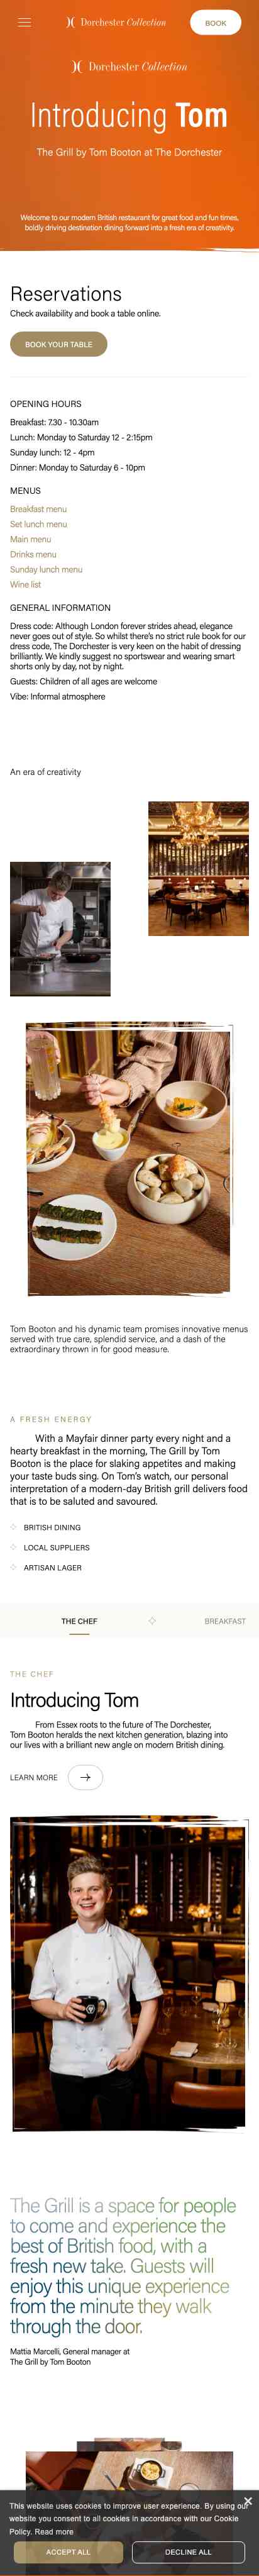 Dorchester Collection
BOOK
Dorchester Collection
Introducing Tom
The Grill by Tom Booton at The Dorchester
Welcome to our modern British restaurant for great food and fun times,
boldly driving destination dining forward into a fresh era of creativity.
Reservations
Check availability and book a table online.
BOOK YOUR TABLE
OPENING HOURS
Breakfast: 7.30 - 10.30am
Lunch: Monday to Saturday 12 - 2:15pm
Sunday lunch: 12 - 4pm
Dinner: Monday to Saturday 6 - 10pm
MENUS
Breakfast menu
Set lunch menu
Main menu
Drinks menu
Sunday lunch menu
Wine list
GENERAL INFORMATION
Dress code: Although London forever strides ahead, elegance
never goes out of style. So whilst there's no strict rule book for our
dress code, The Dorchester is very keen on the habit of dressing
brilliantly. We kindly suggest no sportswear and wearing smart
shorts only by day, not by night.
Guests: Children of all ages are welcome
Vibe: Informal atmosphere
An era of creativity
Tom Booton and his dynamic team promises innovative menus
served with true care, splendid service, and a dash of the
extraordinary thrown in for good measure.
A FRESH ENERGY
With a Mayfair dinner party every night and a
hearty breakfast in the morning, The Grill by Tom
Booton is the place for slaking appetites and making
your taste buds sing. On Tom's watch, our personal
interpretation of a modern-day British grill delivers food
that is to be saluted and savoured.
BRITISH DINING
LOCAL SUPPLIERS
ARTISAN LAGER
THE CHEF
BREAKFAST
THE CHEF
Introducing Tom
From Essex roots to the future of The Dorchester,
Tom Booton heralds the next kitchen generation, blazing into
our lives with a brilliant new angle on modern British dining.
LEARN MORE
The Grill is a space for people
to come and experience the
best of British food, with a
fresh new take. Guests will
enjoy this unique experience
from the minute they walk
through the door.
Mattia Marcelli, General manager at
The Grill by Tom Booton
This website uses cookies to improve user experience. By using our
website you consent to all cookies in accordance with our Cookie
Policy. Read more
ACCEPT ALL
DECLINE ALL